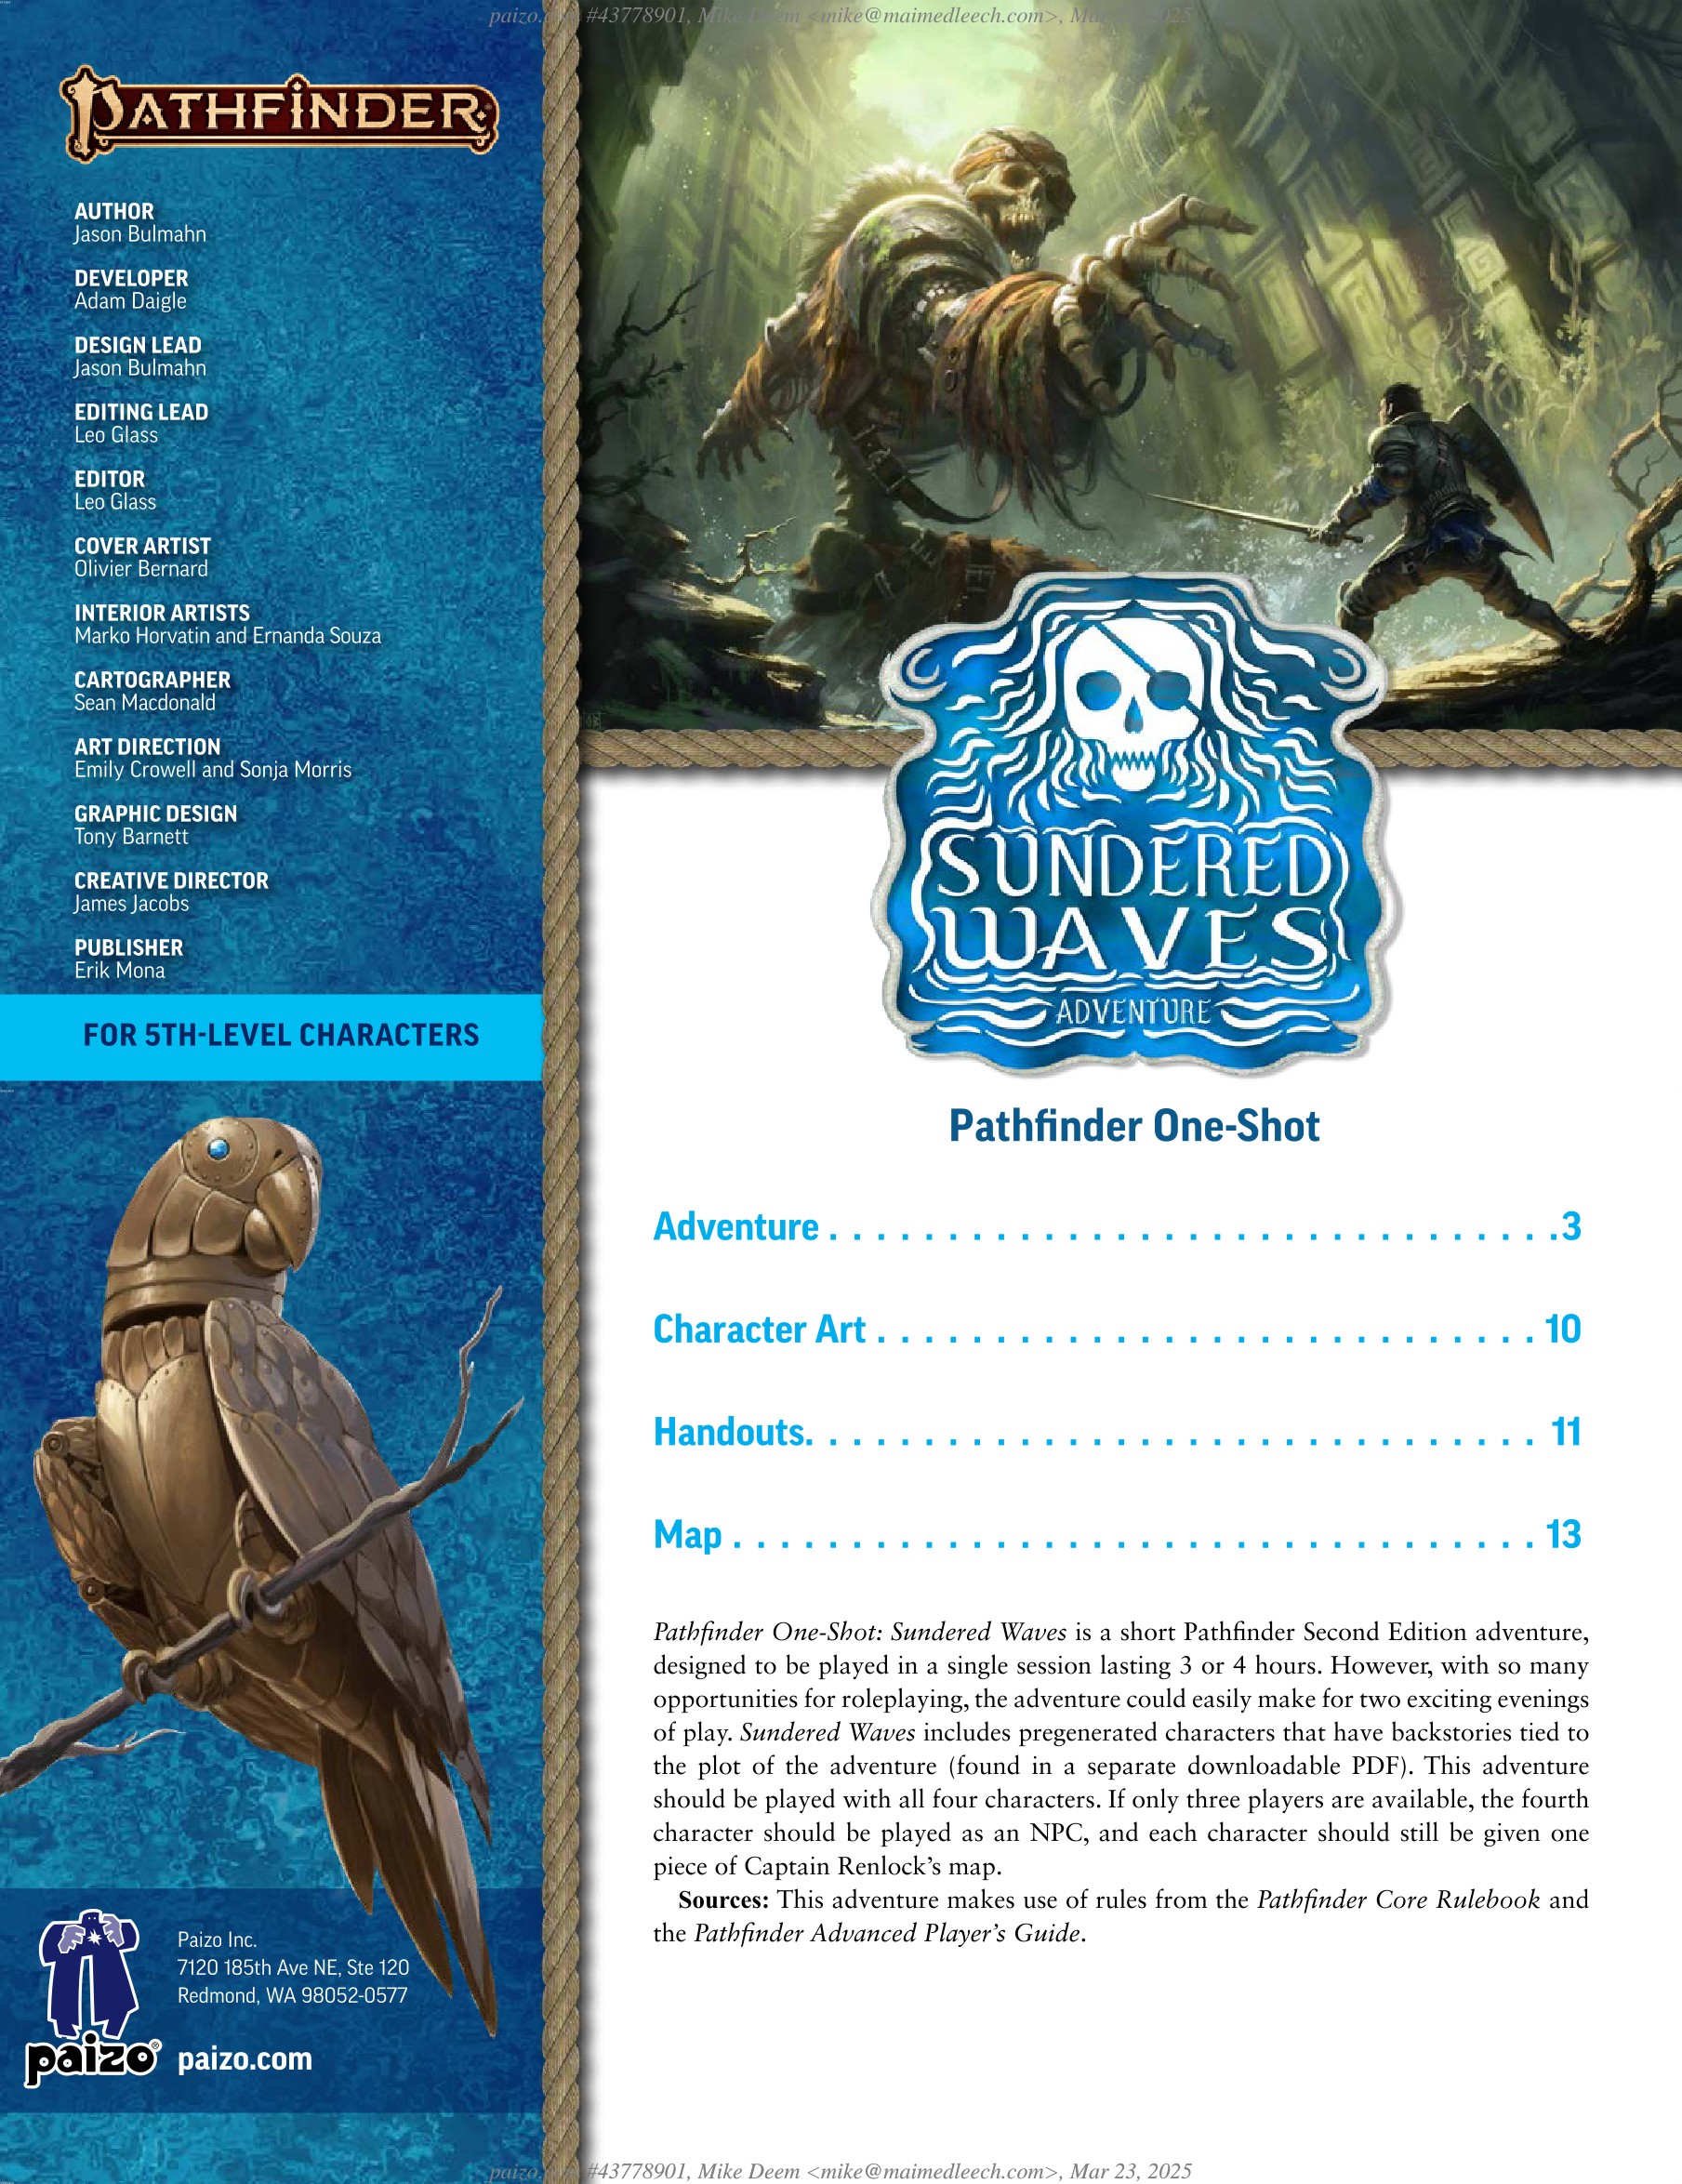 paizo.com #43778901, Mike Deem <mike@maimedleech.com>, Mar 23, 2025
PATHFINDER
AUTHOR
Jason Bulmahn
DEVELOPER
Adam Daigle
DESIGN LEAD
Jason Bulmahn
EDITING LEAD
Leo Glass
EDITOR
Leo Glass
COVER ARTIST
Olivier Bernard
INTERIOR ARTISTS
Marko Horvatin and Ernanda Souza
CARTOGRAPHER
Sean Macdonald
ART DIRECTION
Emily Crowell and Sonja Morris
GRAPHIC DESIGN
Tony Barnett
CREATIVE DIRECTOR
James Jacobs
PUBLISHER
Erik Mona
FOR 5TH-LEVEL CHARACTERS
Paizo Inc.
7120 185th Ave NE, Ste 120
Redmond, WA 98052-0577
paizo®
paizo.com
SUNDERED
WAVES
ADVENTURE
Pathfinder One-Shot
Adventure . . . . . . . . . . . . . . . . . . . . . . . . . . . . . . . 3
Character Art . . . . . . . . . . . . . . . . . . . . . . . . . . . . 10
Handouts. . . . . . . . . . . . . . . . . . . . . . . . . . . . . . . 11
Map . . . . . . . . . . . . . . . . . . . . . . . . . . . . . . . . . . 13
Pathfinder One-Shot: Sundered Waves is a short Pathfinder Second Edition adventure,
designed to be played in a single session lasting 3 or 4 hours. However, with so many
opportunities for roleplaying, the adventure could easily make for two exciting evenings
of play. Sundered Waves includes pregenerated characters that have backstories tied to
the plot of the adventure (found in a separate downloadable PDF). This adventure
should be played with all four characters. If only three players are available, the fourth
character should be played as an NPC, and each character should still be given one
piece of Captain Renlock's map.
Sources: This adventure makes use of rules from the Pathfinder Core Rulebook and
the Pathfinder Advanced Player's Guide.
paizo.com #43778901, Mike Deem <mike@maimedleech.com>, Mar 23, 2025